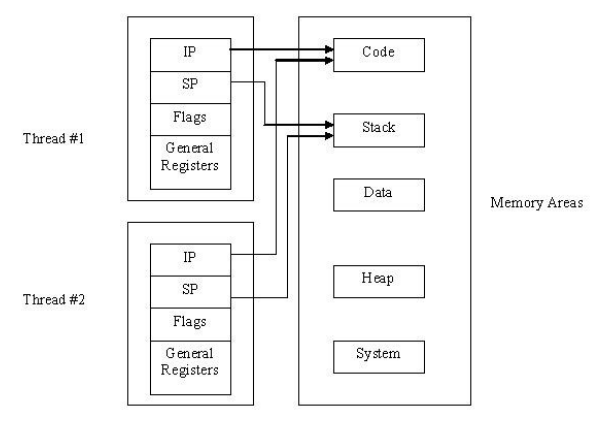 Thread #1
IP
SP
Flags
General
Registers
Thread #2
IP
SP
Flags
General
Registers
Code
Stack
Data
Heap
System
Memory Areas